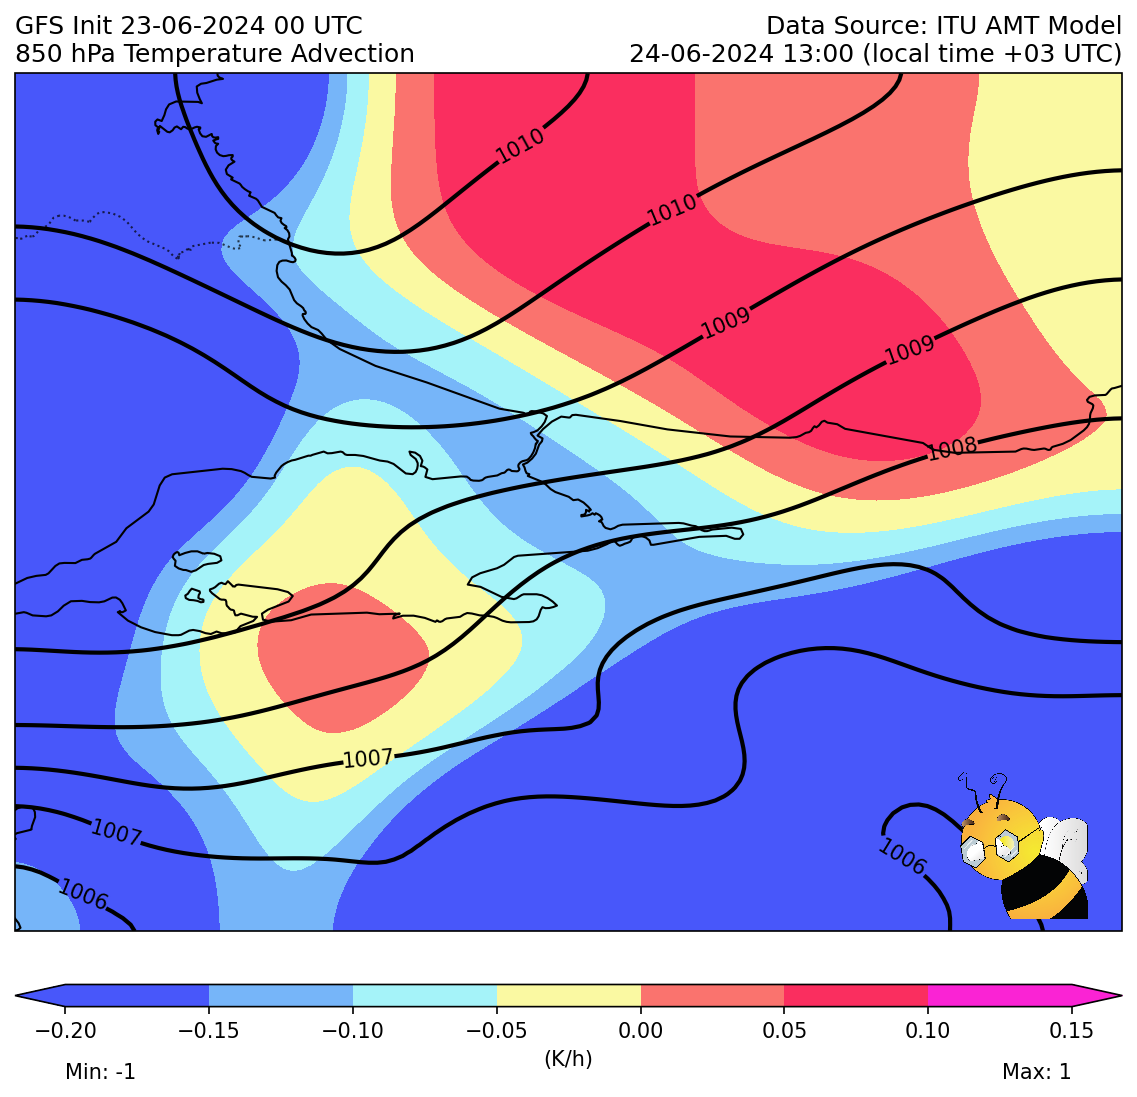 GFS Init 23-06-2024 00 UTC
Data Source: ITU AMT Model
850 hPa Temperature Advection
24-06-2024 13:00 (local time +03 UTC)
1010
1010
1009
1009
1008
1007
1007
1006
1006
−0.20 −0.15 −0.10 −0.05 0.00 0.05 0.10 0.15
(K/h)
Min: -1
Max: 1